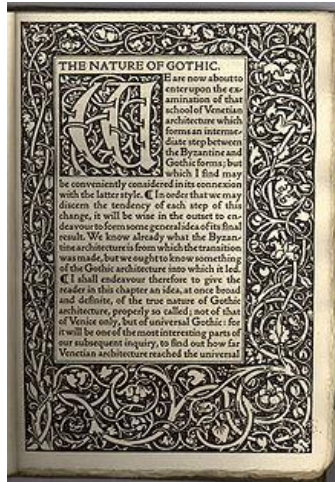 THE NATURE OF GOTHIC.
WE are now about to
enter upon the ex-
amination of that
school of Venetian
architecture which
forms an interme-
diate step between
the Byzantine and
Gothic forms; but
which I find may
be conveniently considered in its connexion
with the latter style. ¶ In order that we may
discern the tendency of each step of this
change, it will be wise in the outset to en-
deavour to form some general idea of its final
result. We know already what the Byzan-
tine architecture is from which the transition
was made, but we ought to know something
of the Gothic architecture into which it led.
¶ I shall endeavour therefore to give the
reader in this chapter an idea, at once broad
and definite, of the true nature of Gothic
architecture, properly so called; not of that
of Venice only, but of universal Gothic: for
it will be one of the most interesting parts of
our subsequent inquiry, to find out how far
Venetian architecture reached the universal